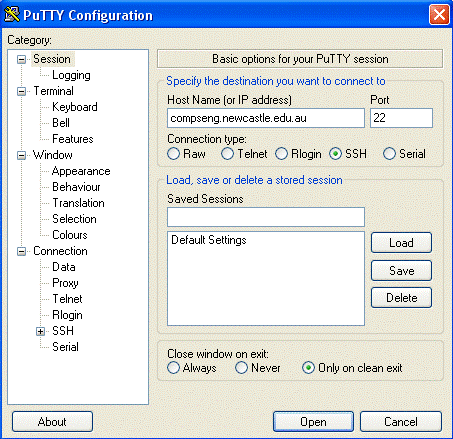 PuTTY Configuration
Category:
Session
Logging
Terminal
Keyboard
Bell
Features
Window
Appearance
Behaviour
Translation
Selection
Colours
Connection
Data
Proxy
Telnet
Rlogin
SSH
Serial
Basic options for your PuTTY session
Specify the destination you want to connect to
Host Name (or IP address) Port
compseng.newcastle.edu.au 22
Connection type:
Raw Telnet Rlogin SSH Serial
Load, save or delete a stored session
Saved Sessions
Default Settings
Load
Save
Delete
Close window on exit:
Always Never Only on clean exit
About Open Cancel